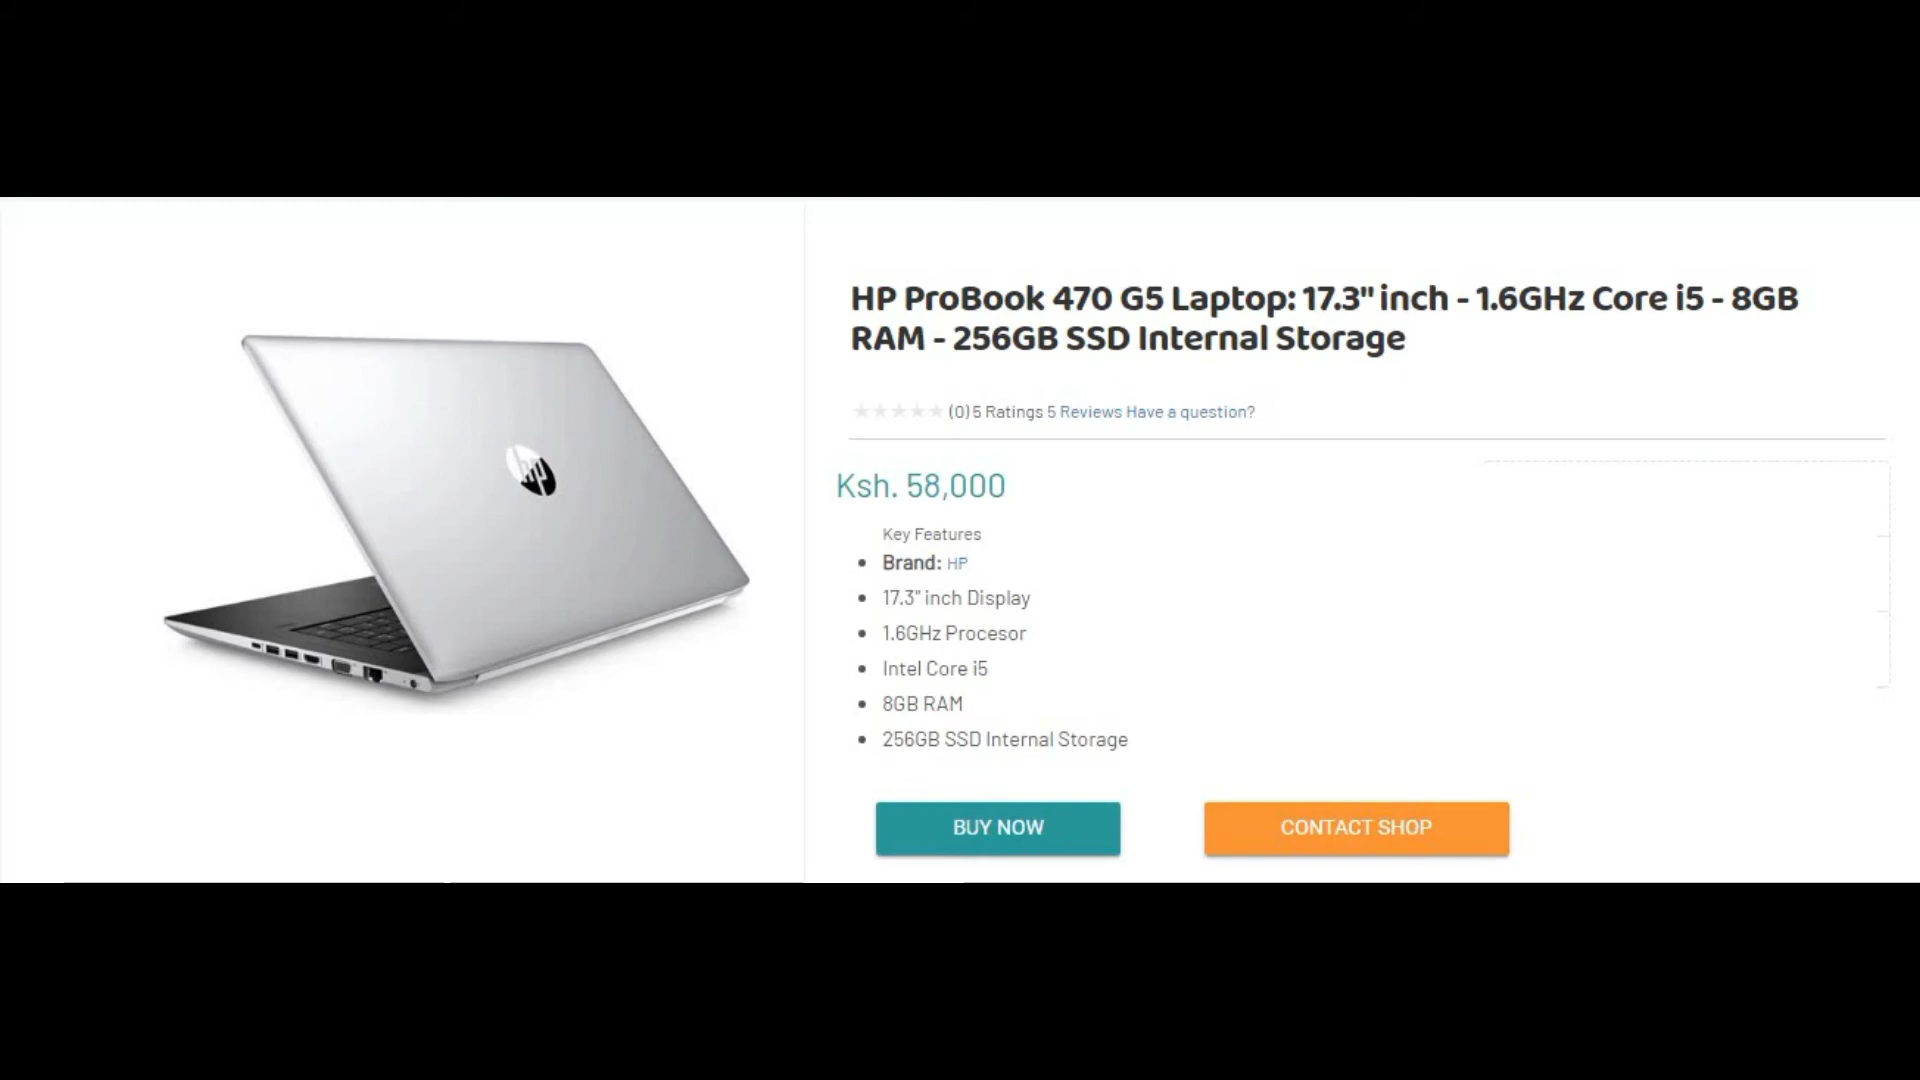 hp
HP ProBook 470 G5 Laptop: 17.3" inch - 1.6GHz Core i5 - 8GB
RAM - 256GB SSD Internal Storage
(0) 5 Ratings 5 Reviews Have a question?
Ksh. 58,000
Key Features
Brand: HP
17.3" inch Display
1.6GHz Procesor
Intel Core i5
8GB RAM
256GB SSD Internal Storage
BUY NOW
CONTACT SHOP